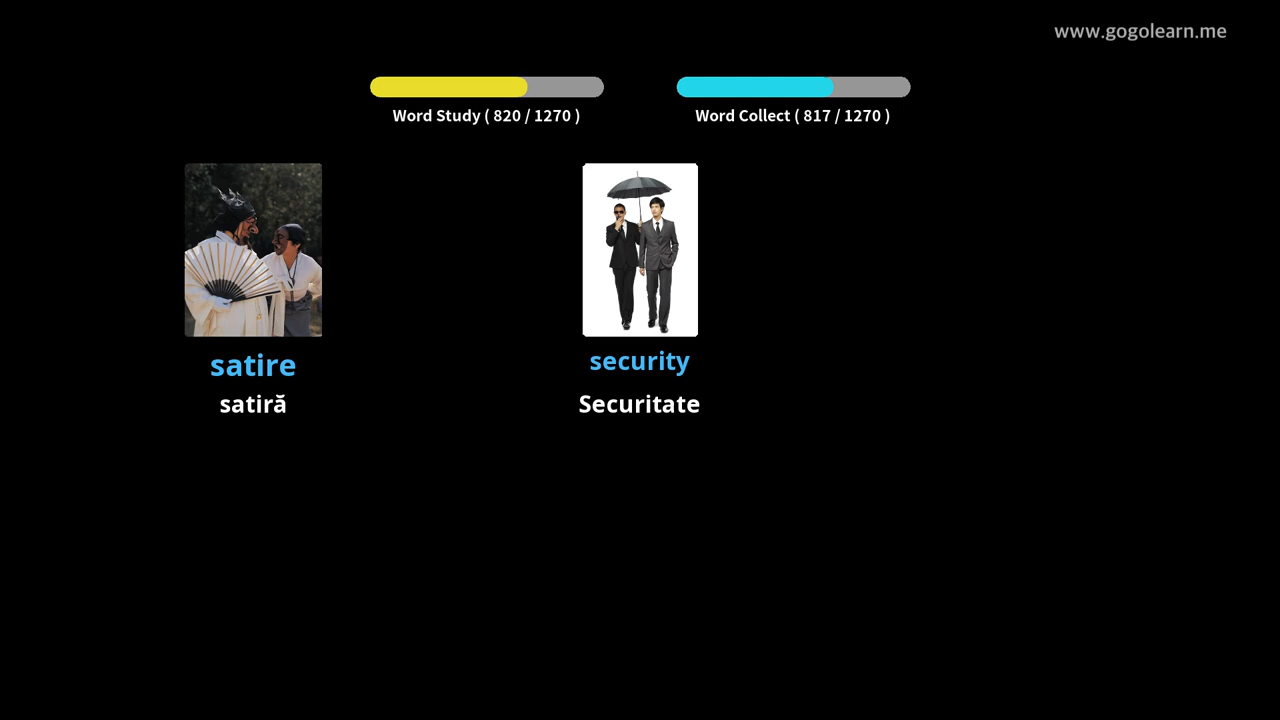 www.gogolearn.me
Word Study ( 820 / 1270 )
Word Collect ( 817 / 1270 )
satire
satiră
security
Securitate